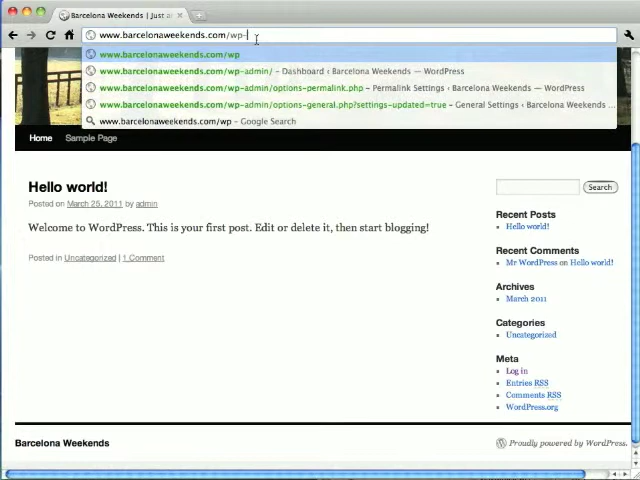 Barcelona Weekends | Just a
www.barcelonaweekends.com/wp-
www.barcelonaweekends.com/wp
www.barcelonaweekends.com/wp-admin/ – Dashboard ‹ Barcelona Weekends — WordPress
www.barcelonaweekends.com/wp-admin/options-permalink.php – Permalink Settings ‹ Barcelona Weekends — WordPress
www.barcelonaweekends.com/wp-admin/options-general.php?settings-updated=true – General Settings ‹ Barcelona Weekends ...
www.barcelonaweekends.com/wp – Google Search
Home Sample Page
Hello world!
Posted on March 25, 2011 by admin
Welcome to WordPress. This is your first post. Edit or delete it, then start blogging!
Posted in Uncategorized | 1 Comment
Search
Recent Posts
Hello world!
Recent Comments
Mr WordPress on Hello world!
Archives
March 2011
Categories
Uncategorized
Meta
Log in
Entries RSS
Comments RSS
WordPress.org
Barcelona Weekends
Proudly powered by WordPress.